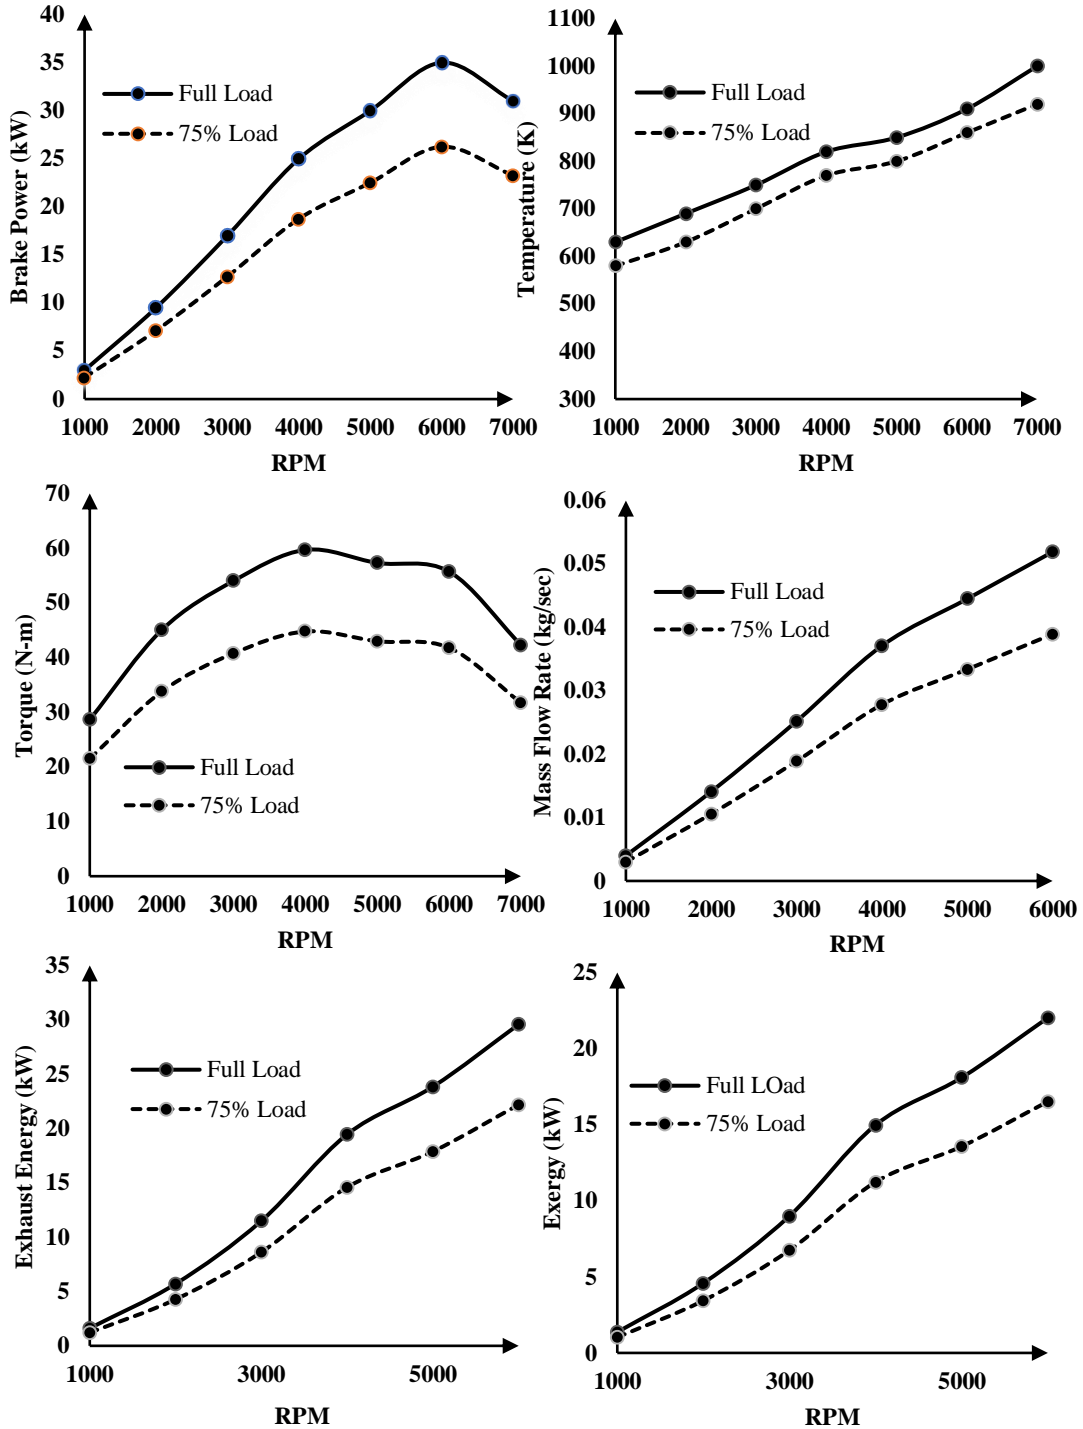 40
35
30
25
20
15
10
5
0
Brake Power (kW)
Full Load
75% Load
1000 2000 3000 4000 5000 6000 7000
RPM
1100
1000
900
800
700
600
500
400
300
Temperature (K)
Full Load
75% Load
1000 2000 3000 4000 5000 6000 7000
RPM
70
60
50
40
30
20
10
0
Torque (N-m)
Full Load
75% Load
1000 2000 3000 4000 5000 6000 7000
RPM
0.06
0.05
0.04
0.03
0.02
0.01
0
Mass Flow Rate (kg/sec)
Full Load
75% Load
1000 2000 3000 4000 5000 6000
RPM
35
30
25
20
15
10
5
0
Exhaust Energy (kW)
Full Load
75% Load
1000 3000 5000
RPM
25
20
15
10
5
0
Exergy (kW)
Full LOad
75% Load
1000 3000 5000
RPM